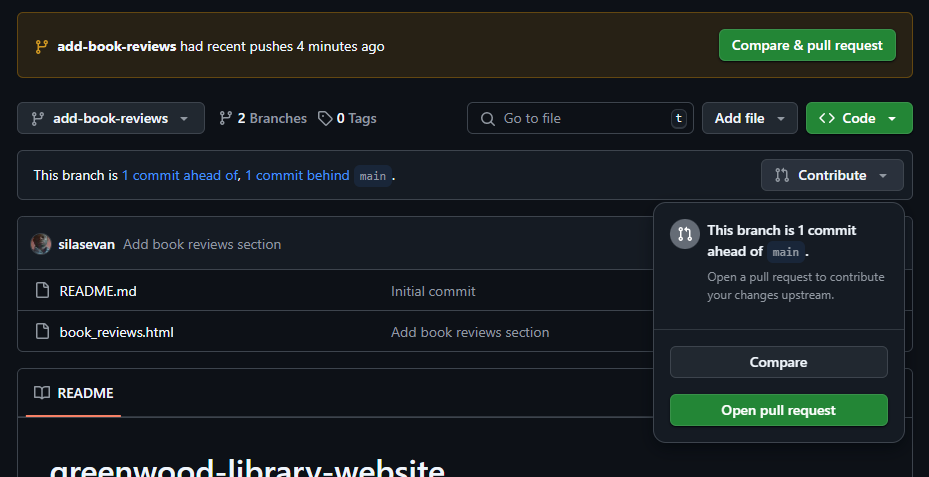 add-book-reviews had recent pushes 4 minutes ago
Compare & pull request
add-book-reviews
2 Branches
0 Tags
Go to file
t
Add file
<> Code
This branch is 1 commit ahead of, 1 commit behind main .
Contribute
This branch is 1 commit
ahead of main .
Open a pull request to contribute
your changes upstream.
Compare
Open pull request
silasevan Add book reviews section
README.md Initial commit
book_reviews.html Add book reviews section
README
greenwood-library-website